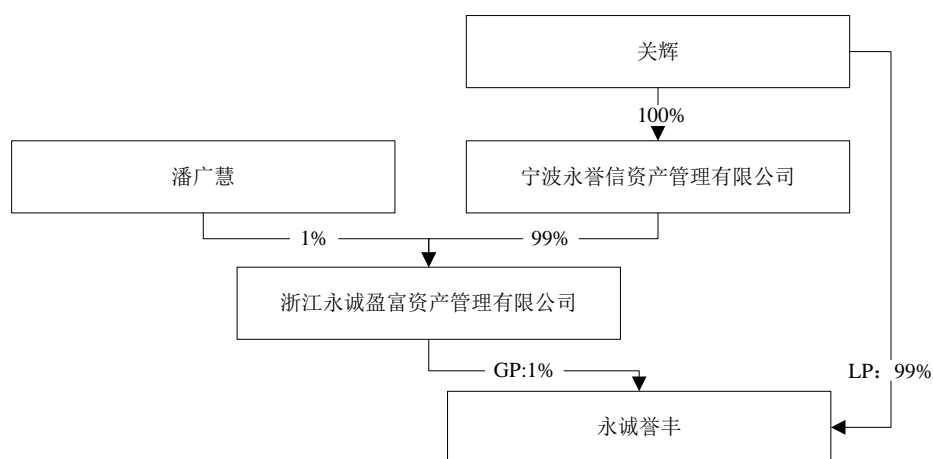 关辉
100%
潘广慧
宁波永誉信资产管理有限公司
1%
99%
浙江永诚盈富资产管理有限公司
GP:1%
LP：99%
永诚誉丰